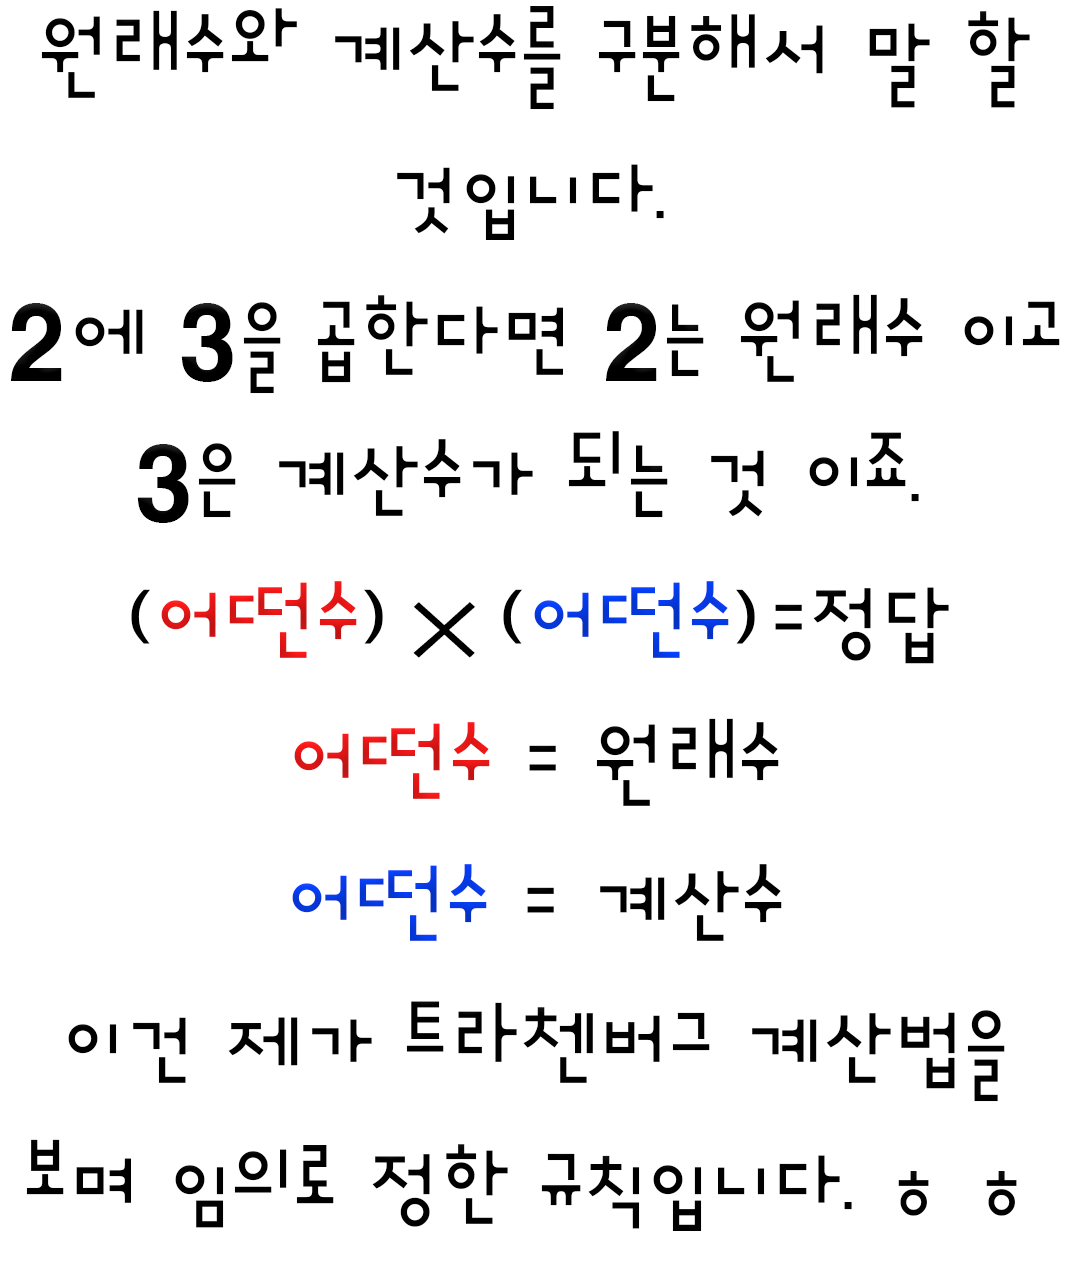 원래수와 계산수를 구분해서 말 할
것입니다.
2에 3을 곱한다면 2는 원래수 이고
3은 계산수가 되는 것 이죠.
(어떤수) × (어떤수)=정답
어떤수 = 원래수
어떤수 = 계산수
이건 제가 트라첸버그 계산법을
보며 임의로 정한 규칙입니다. ㅎ ㅎ